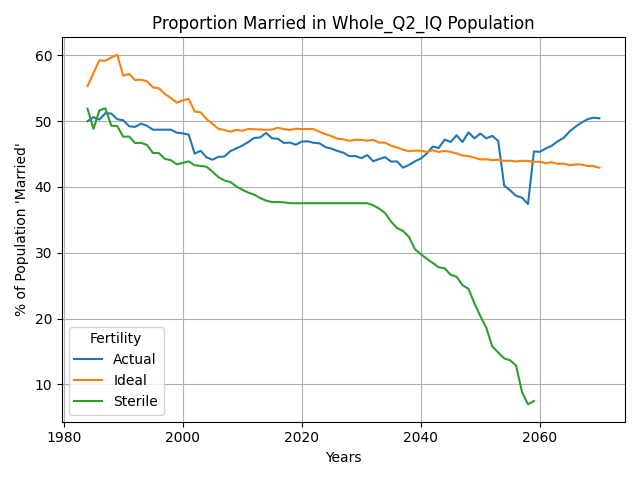 Proportion Married in Whole_Q2_IQ Population
% of Population 'Married'
60
50
40
30
20
10
Fertility
Actual
Ideal
Sterile
1980
2000
2020
2040
2060
Years